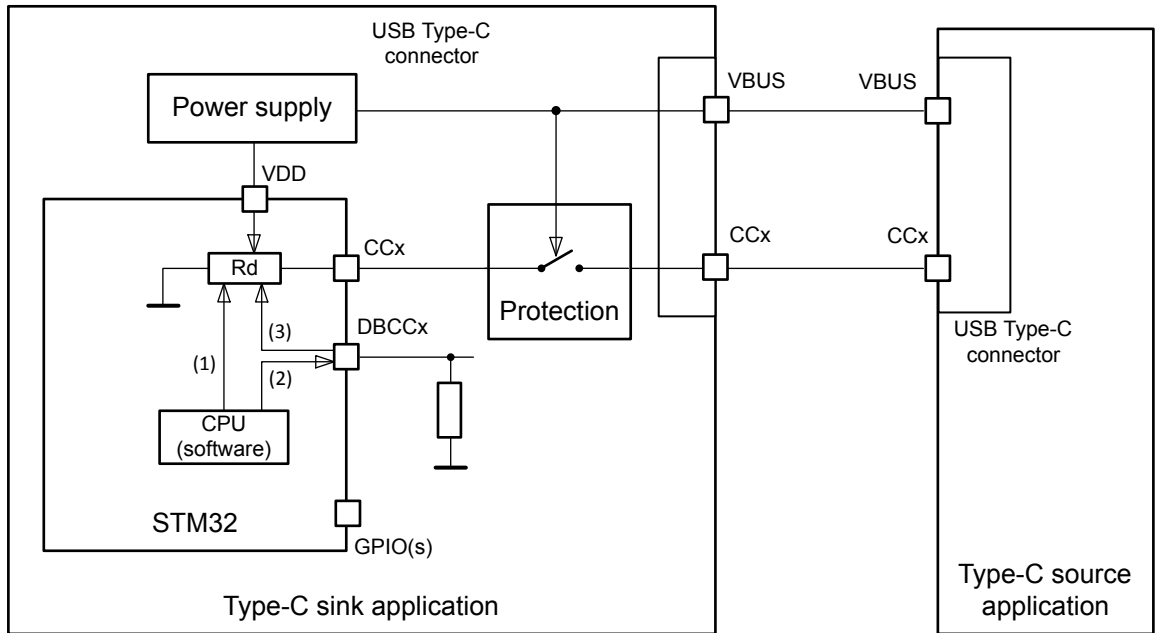 USB Type-C
connector
Power supply
VBUS
VBUS
VDD
CCx
CCx
CCx
Rd
Protection
DBCCx
(3)
(1)
(2)
USB Type-C
connector
CPU
(software)
STM32
GPIO(s)
Type-C sink application
Type-C source
application